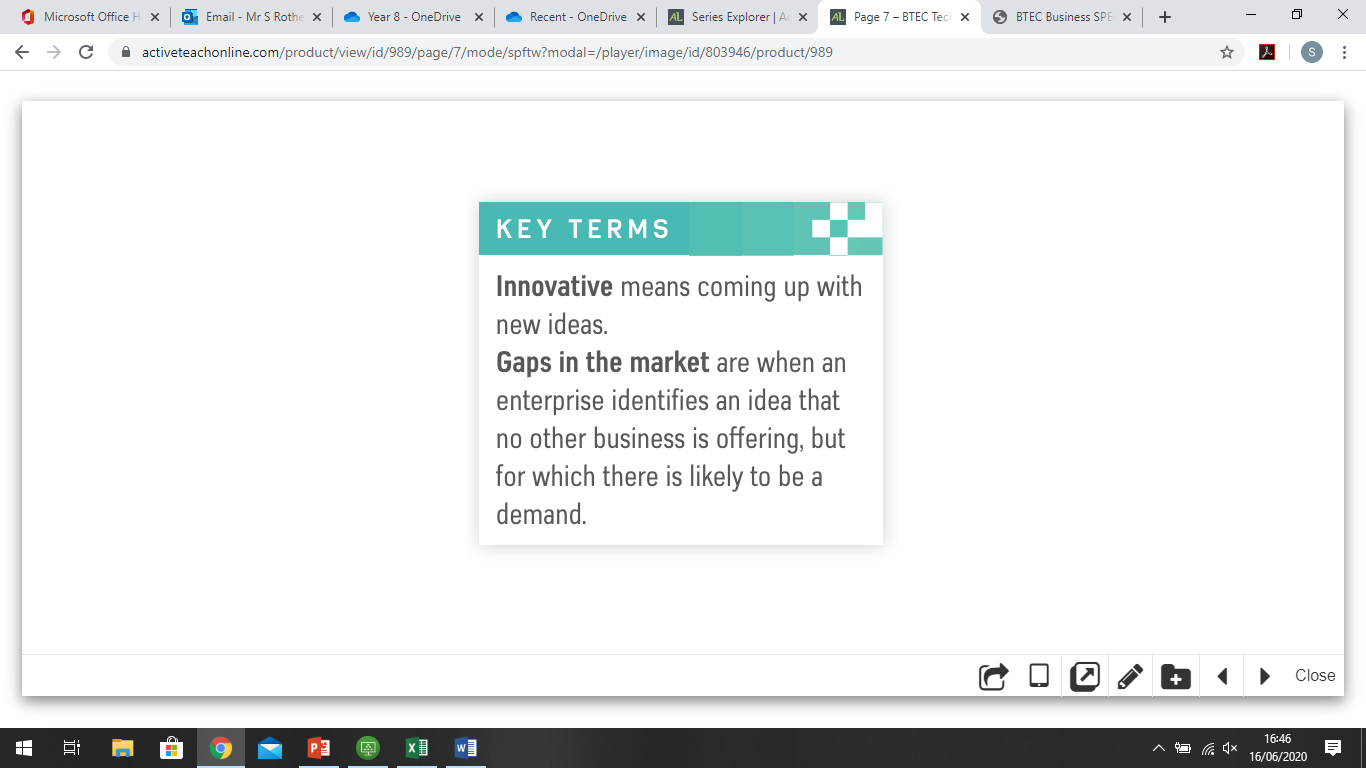 Microsoft Office H
Email - Mr S Rothe
Year 8 - OneDrive
Recent - OneDrive
Series Explorer | A
Page 7 – BTEC Tec
BTEC Business SPE
activeteachonline.com/product/view/id/989/page/7/mode/spftw?modal=/player/image/id/803946/product/989
S
KEY TERMS
Innovative means coming up with
new ideas.
Gaps in the market are when an
enterprise identifies an idea that
no other business is offering, but
for which there is likely to be a
demand.
Close
16:46
16/06/2020